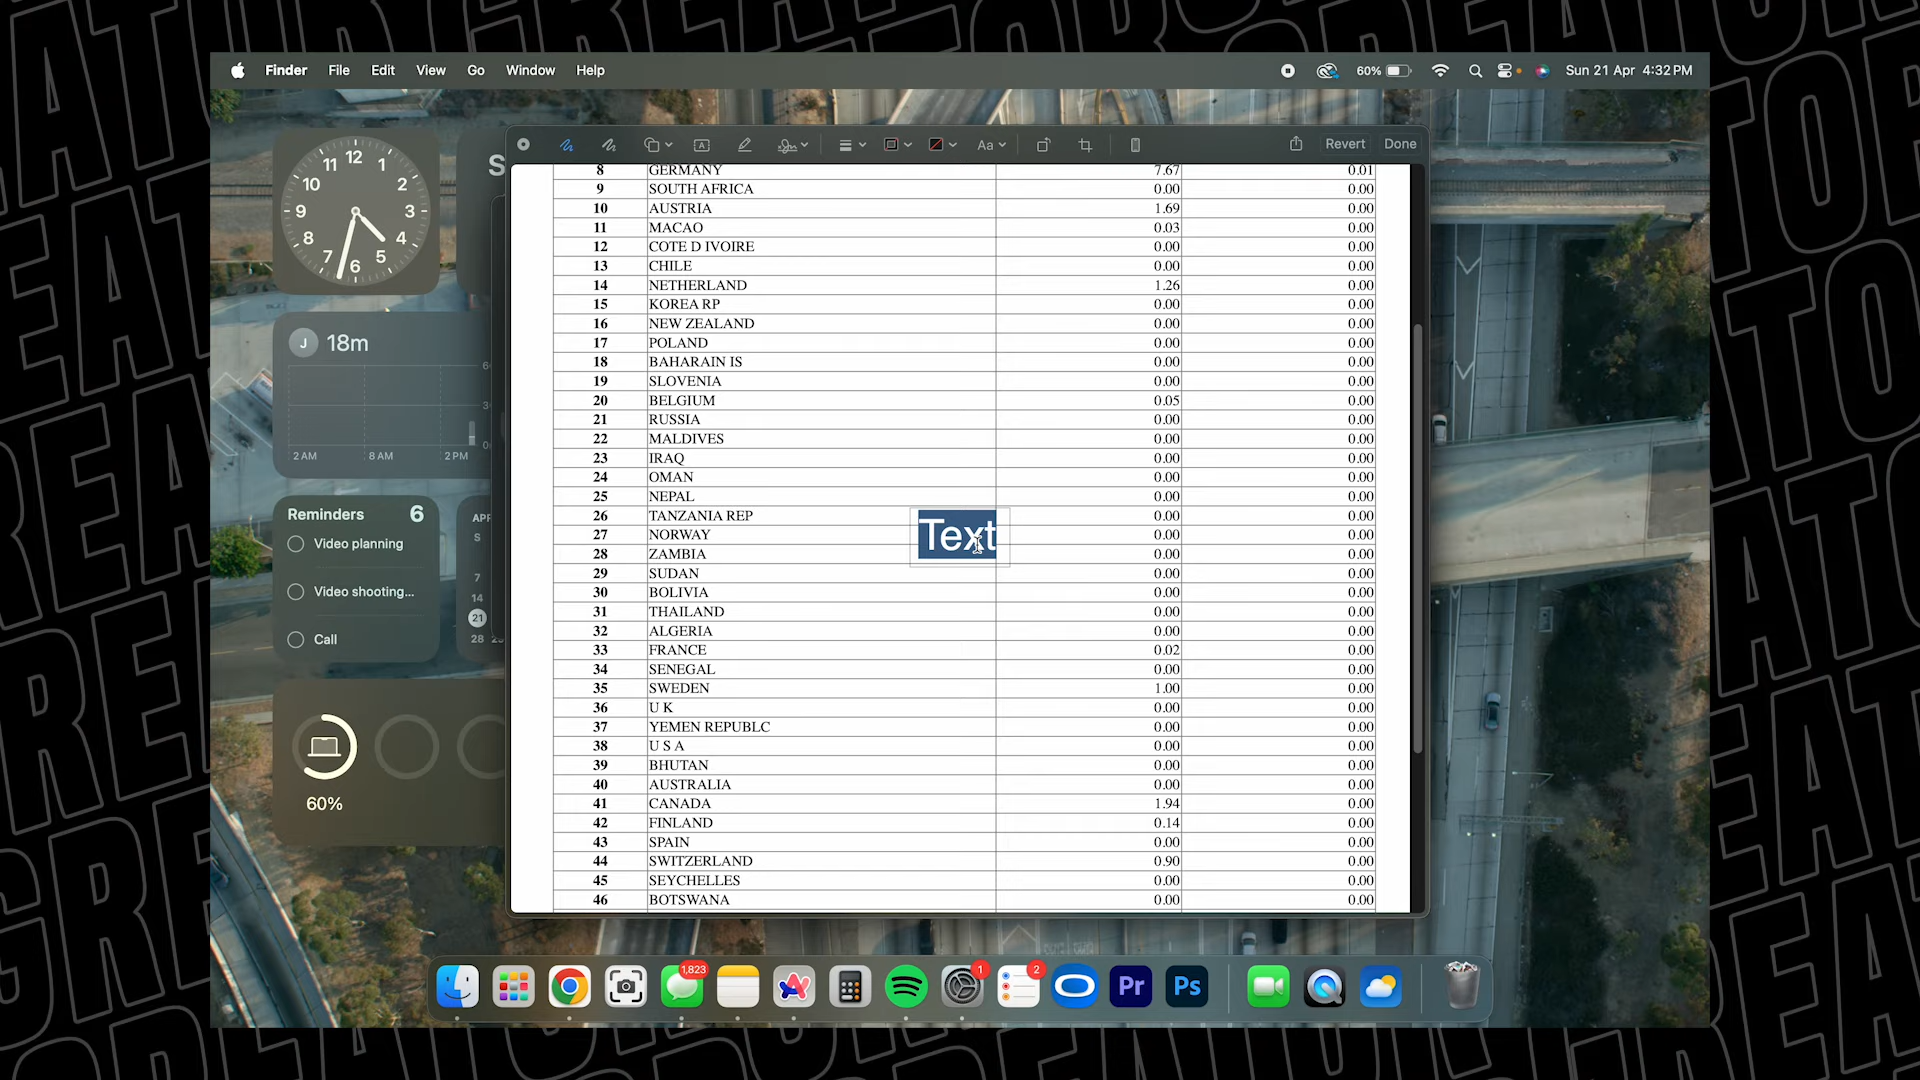 Finder File Edit View Go Window Help 60% Sun 21 Apr 4:32 PM
12 1 2 3 4 5 6 7 8 9 10 11
S
Aa Revert Done
J 18m
6
3
0
2 AM 8 AM 2 PM
Reminders 6
Video planning
Video shooting...
Call
APR
S
7
14
21
28
60%
8 GERMANY 7.67 0.01
9 SOUTH AFRICA 0.00 0.00
10 AUSTRIA 1.69 0.00
11 MACAO 0.03 0.00
12 COTE D IVOIRE 0.00 0.00
13 CHILE 0.00 0.00
14 NETHERLAND 1.26 0.00
15 KOREA RP 0.00 0.00
16 NEW ZEALAND 0.00 0.00
17 POLAND 0.00 0.00
18 BAHARAIN IS 0.00 0.00
19 SLOVENIA 0.00 0.00
20 BELGIUM 0.05 0.00
21 RUSSIA 0.00 0.00
22 MALDIVES 0.00 0.00
23 IRAQ 0.00 0.00
24 OMAN 0.00 0.00
25 NEPAL 0.00 0.00
26 TANZANIA REP 0.00 0.00
Text
27 NORWAY 0.00 0.00
28 ZAMBIA 0.00 0.00
29 SUDAN 0.00 0.00
30 BOLIVIA 0.00 0.00
31 THAILAND 0.00 0.00
32 ALGERIA 0.00 0.00
33 FRANCE 0.02 0.00
34 SENEGAL 0.00 0.00
35 SWEDEN 1.00 0.00
36 U K 0.00 0.00
37 YEMEN REPUBLC 0.00 0.00
38 U S A 0.00 0.00
39 BHUTAN 0.00 0.00
40 AUSTRALIA 0.00 0.00
41 CANADA 1.94 0.00
42 FINLAND 0.14 0.00
43 SPAIN 0.00 0.00
44 SWITZERLAND 0.90 0.00
45 SEYCHELLES 0.00 0.00
46 BOTSWANA 0.00 0.00
1,823 1 2 Pr Ps